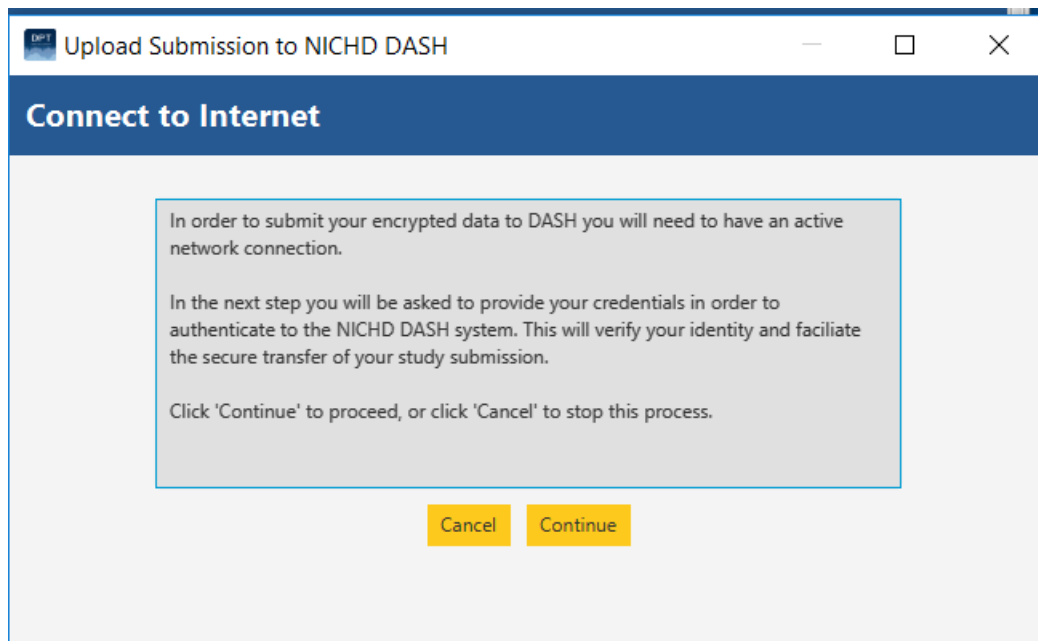 DPT
Upload Submission to NICHD DASH
Connect to Internet
In order to submit your encrypted data to DASH you will need to have an active
network connection.
In the next step you will be asked to provide your credentials in order to
authenticate to the NICHD DASH system. This will verify your identity and faciliate
the secure transfer of your study submission.
Click 'Continue' to proceed, or click 'Cancel' to stop this process.
Cancel
Continue